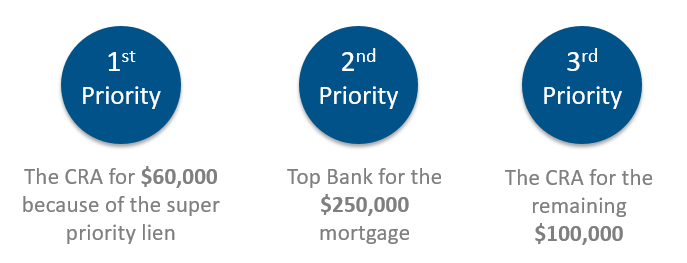 1st
Priority
The CRA for $60,000
because of the super
priority lien
2nd
Priority
Top Bank for the
$250,000
mortgage
3rd
Priority
The CRA for the
remaining
$100,000